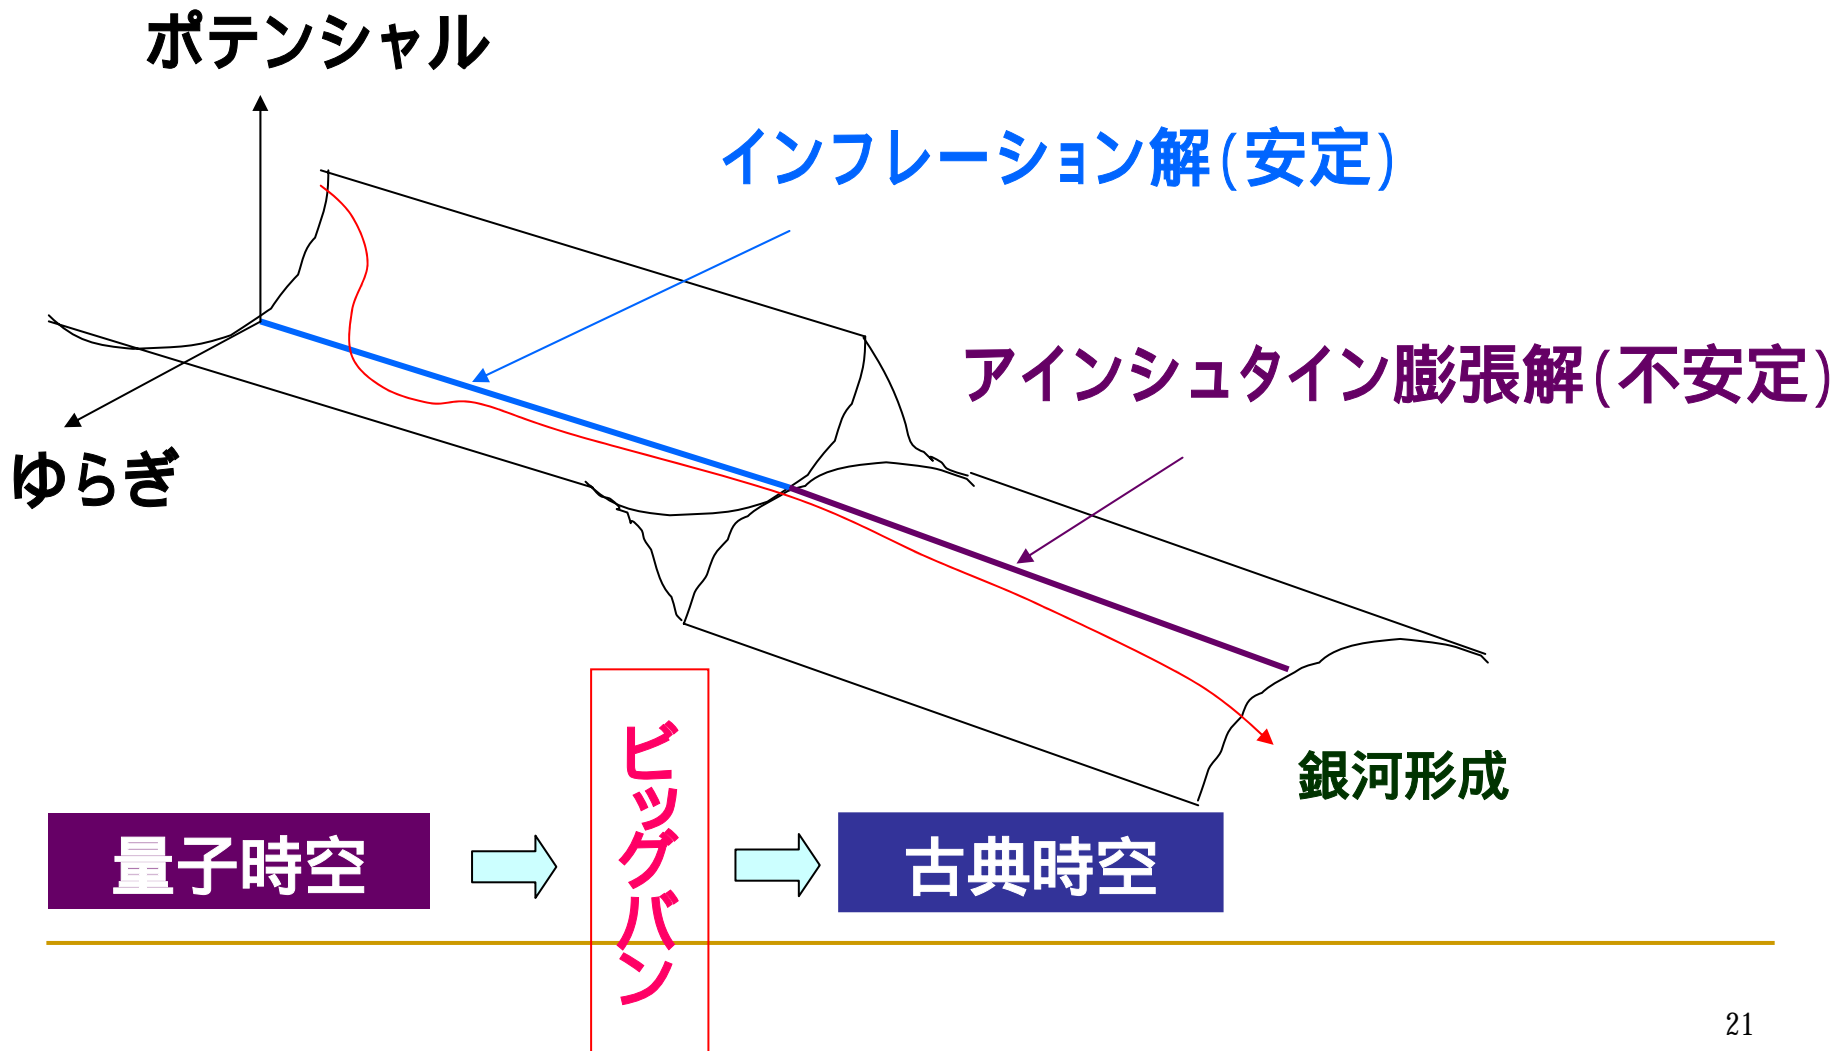 ポテンシャル
インフレーション解(安定)
アインシュタイン膨張解(不安定)
ゆらぎ
ビッグバン
銀河形成
量子時空
古典時空
21